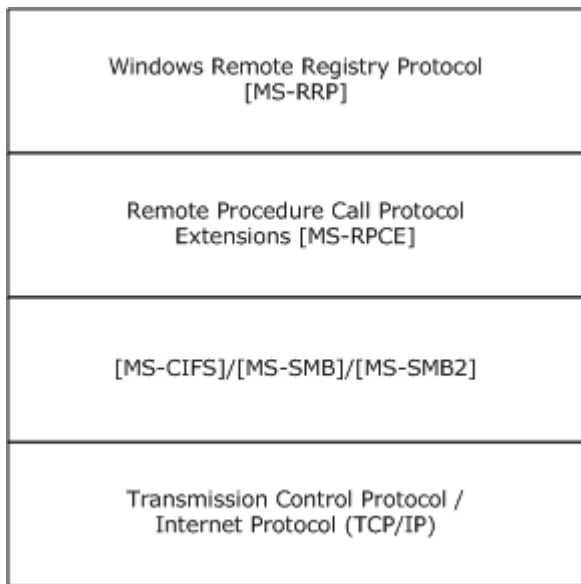 Windows Remote Registry Protocol
[MS-RRP]
Remote Procedure Call Protocol
Extensions [MS-RPCE]
[MS-CIFS]/[MS-SMB]/[MS-SMB2]
Transmission Control Protocol /
Internet Protocol (TCP/IP)